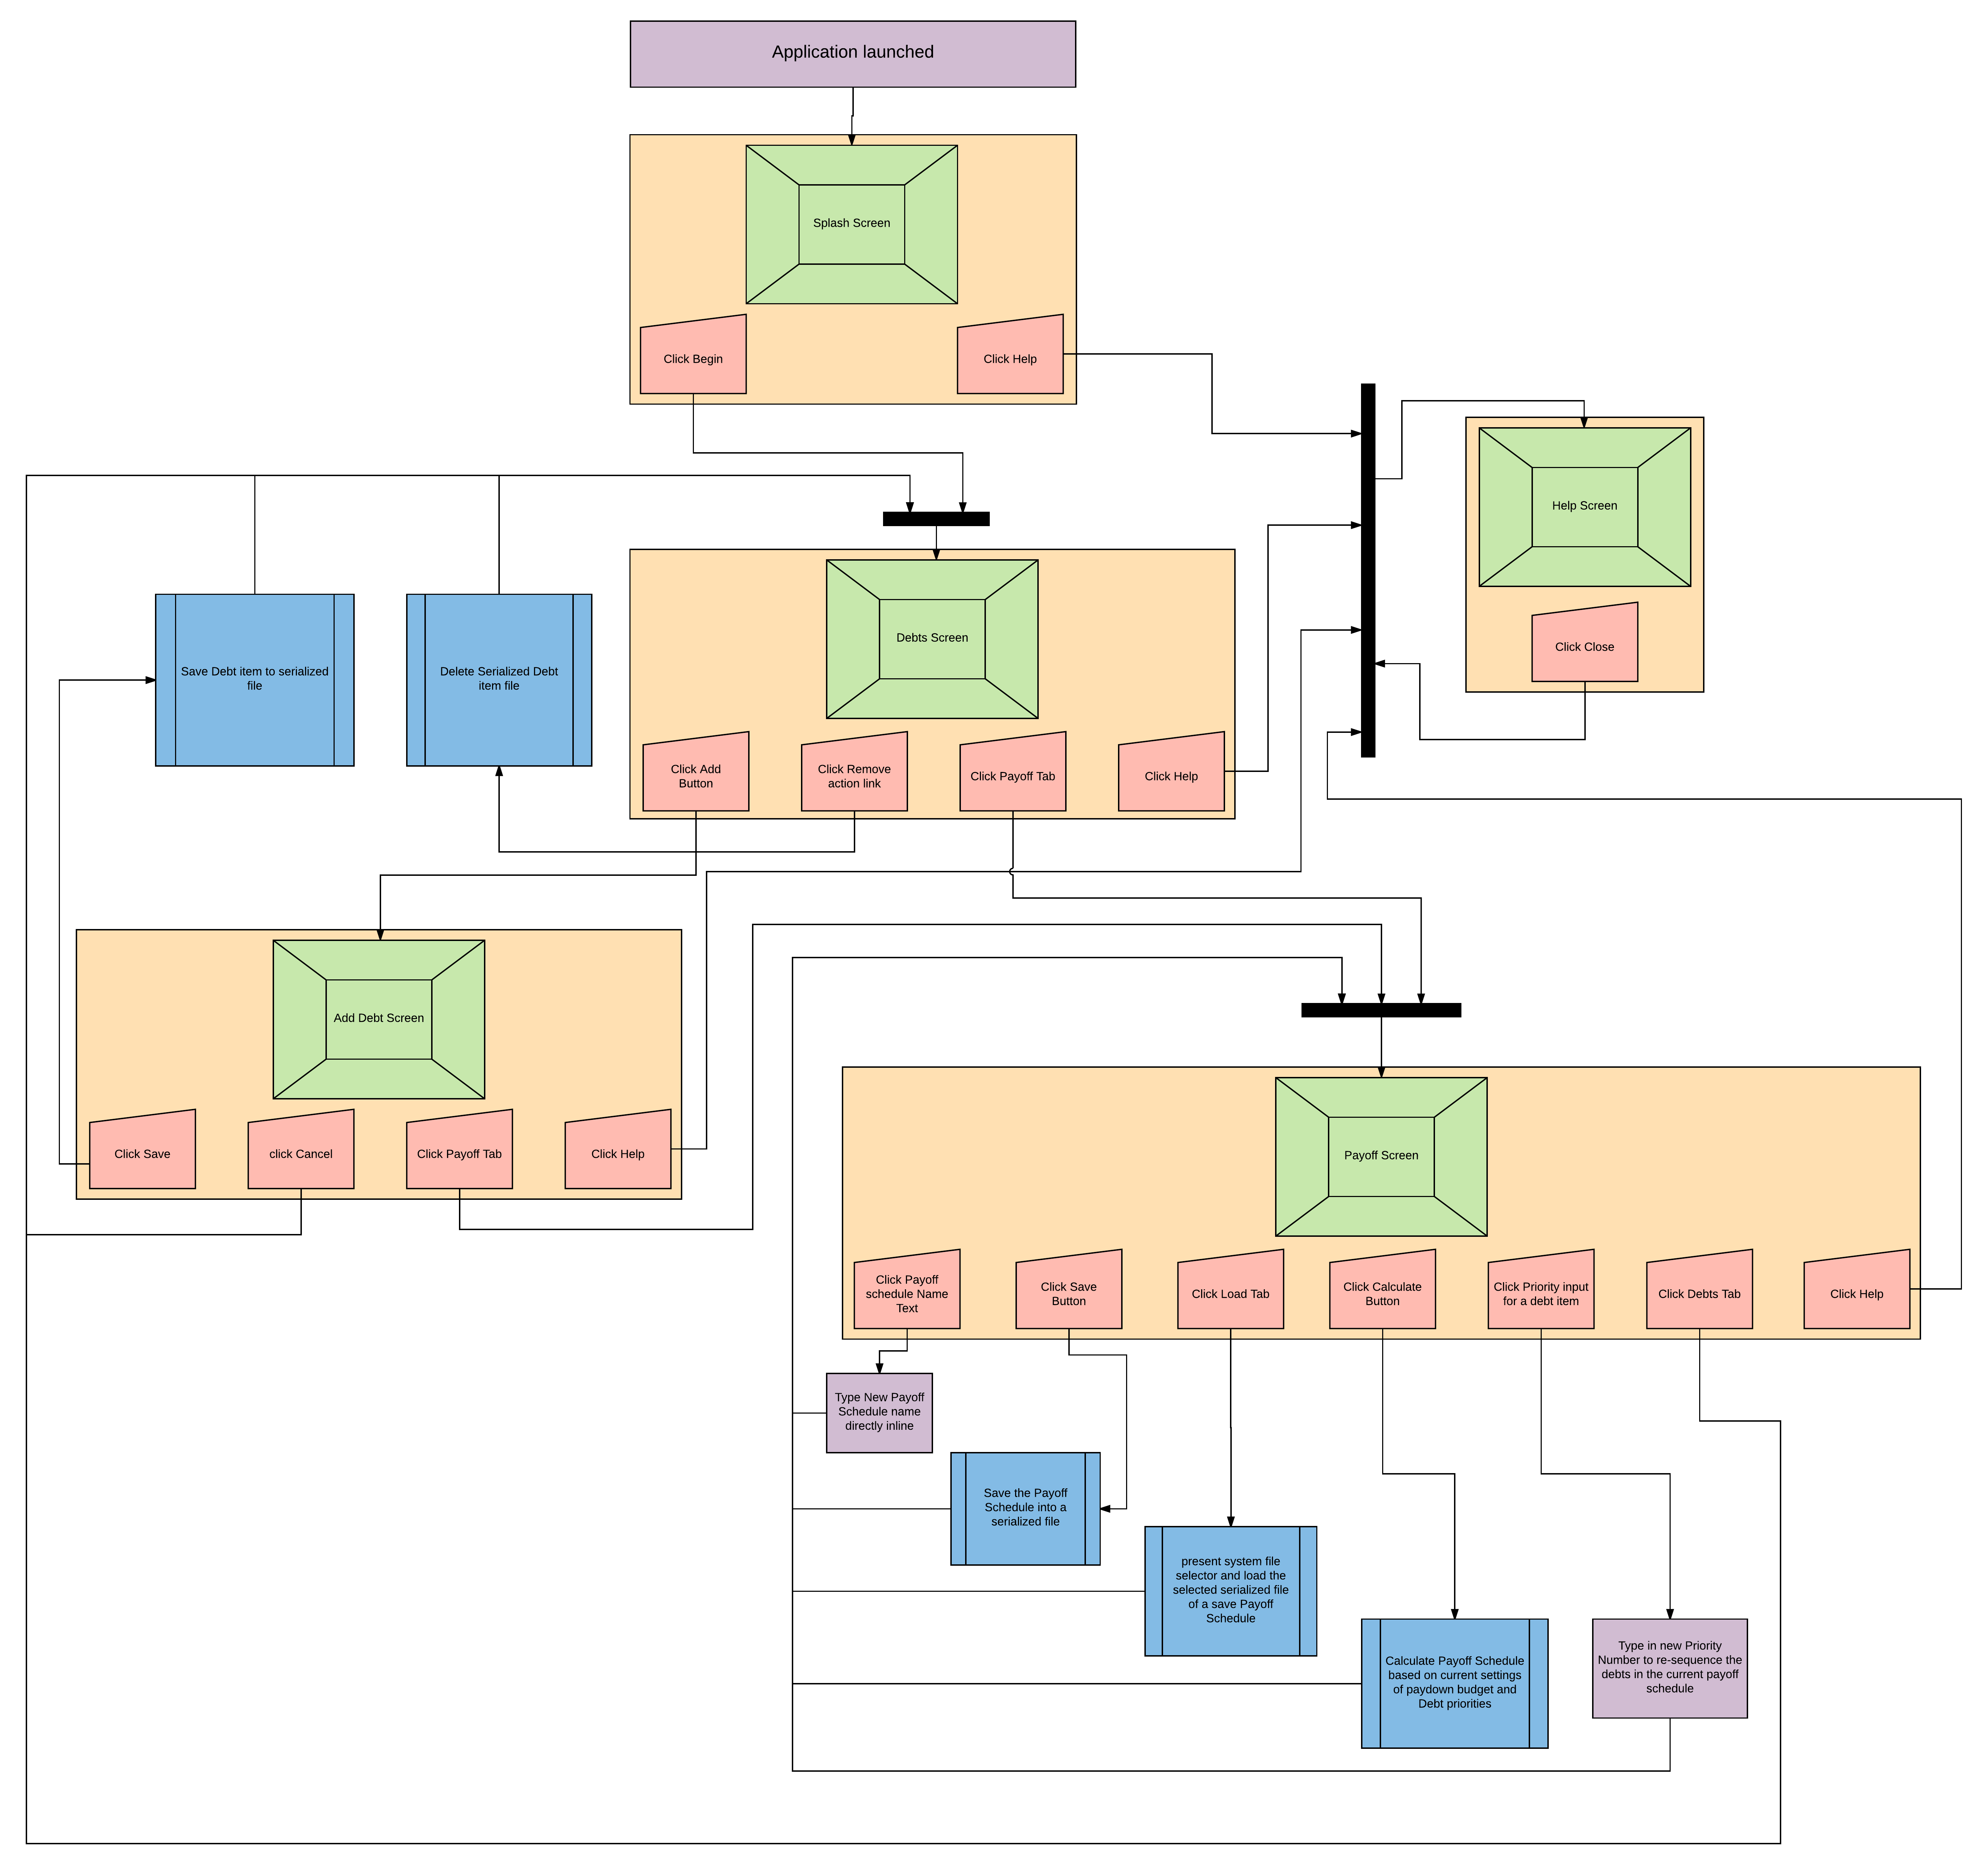 Application launched
Splash Screen
Click Begin
Click Help
Help Screen
Click Close
Save Debt item to serialized
file
Delete Serialized Debt
item file
Debts Screen
Click Add
Button
Click Remove
action link
Click Payoff Tab
Click Help
Add Debt Screen
Click Save
click Cancel
Click Payoff Tab
Click Help
Payoff Screen
Click Payoff
schedule Name
Text
Click Save
Button
Click Load Tab
Click Calculate
Button
Click Priority input
for a debt item
Click Debts Tab
Click Help
Type New Payoff
Schedule name
directly inline
Save the Payoff
Schedule into a
serialized file
present system file
selector and load the
selected serialized file
of a save Payoff
Schedule
Calculate Payoff Schedule
based on current settings
of paydown budget and
Debt priorities
Type in new Priority
Number to re-sequence the
debts in the current payoff
schedule